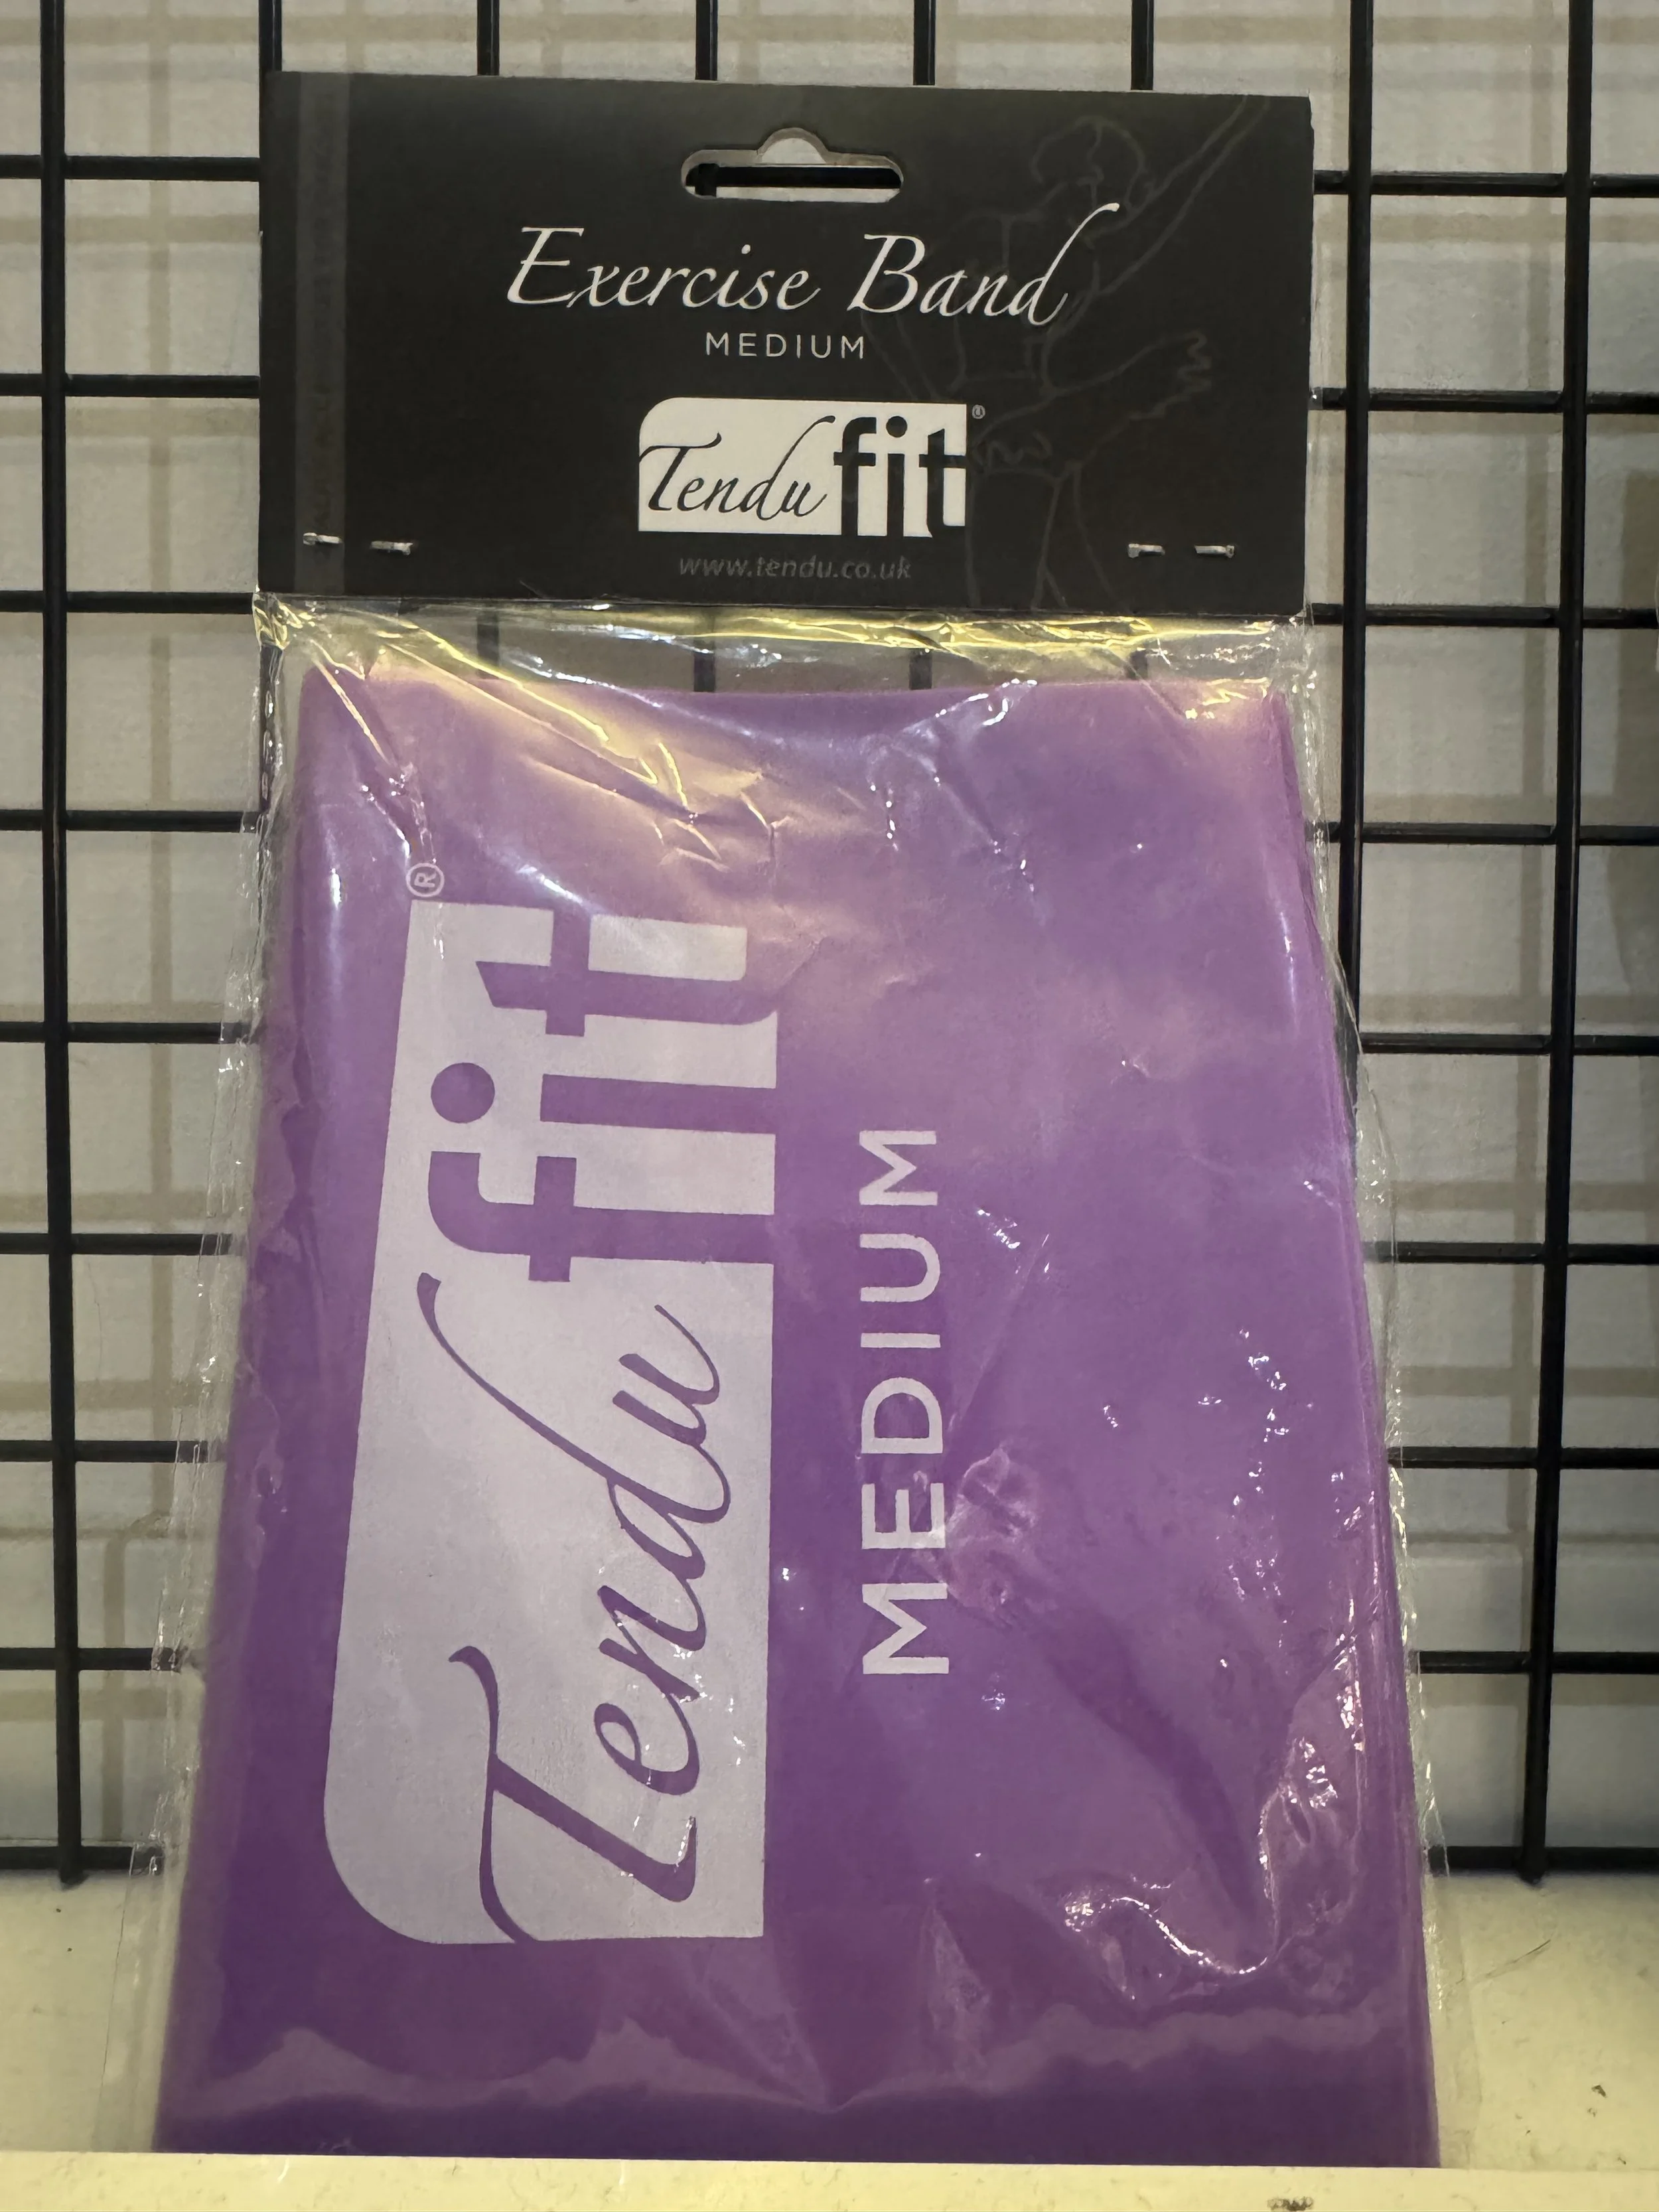 Exercise Band
MEDIUM
Tendu fit®
www.tendu.co.uk
Tendu fit®
MEDIUM